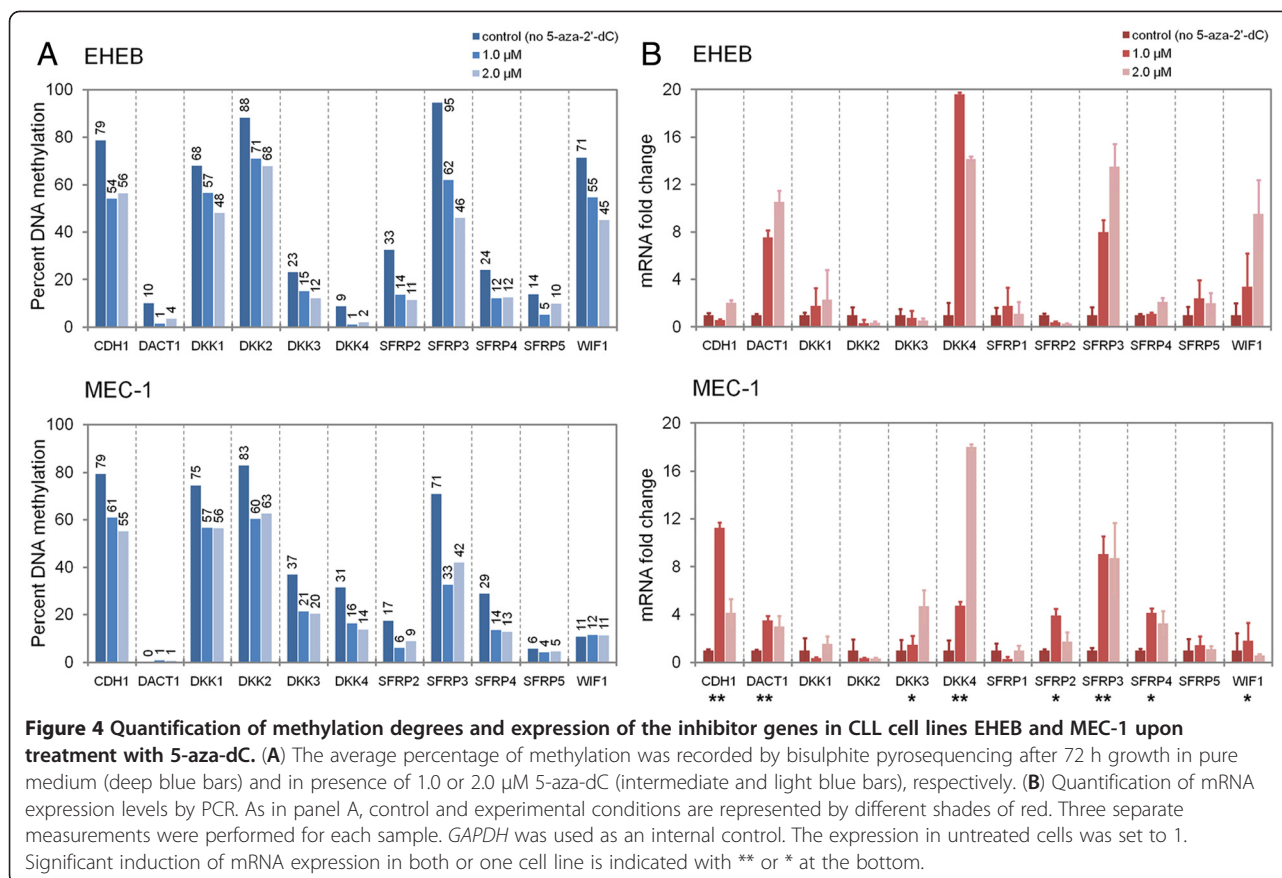 A
EHEB
control (no 5-aza-2'-dC)
1.0 µM
2.0 µM
Percent DNA methylation
100
80
60
40
20
0
79 54 56
10 1 4
68 57 48
88 71 68
23 15 12
9 1 2
33 14 11
95 62 46
24 12 12
14 5 10
71 55 45
CDH1 DACT1 DKK1 DKK2 DKK3 DKK4 SFRP2 SFRP3 SFRP4 SFRP5 WIF1
MEC-1
Percent DNA methylation
100
80
60
40
20
0
79 61 55
0 1 1
75 57 56
83 60 63
37 21 20
31 16 14
17 6 9
71 33 42
29 14 13
6 4 5
11 12 11
CDH1 DACT1 DKK1 DKK2 DKK3 DKK4 SFRP2 SFRP3 SFRP4 SFRP5 WIF1
B
EHEB
control (no 5-aza-2'-dC)
1.0 µM
2.0 µM
mRNA fold change
20
16
12
8
4
0
CDH1 DACT1 DKK1 DKK2 DKK3 DKK4 SFRP1 SFRP2 SFRP3 SFRP4 SFRP5 WIF1
MEC-1
mRNA fold change
20
16
12
8
4
0
CDH1 DACT1 DKK1 DKK2 DKK3 DKK4 SFRP1 SFRP2 SFRP3 SFRP4 SFRP5 WIF1
** ** * ** * ** * *
Figure 4 Quantification of methylation degrees and expression of the inhibitor genes in CLL cell lines EHEB and MEC-1 upon
treatment with 5-aza-dC. (A) The average percentage of methylation was recorded by bisulphite pyrosequencing after 72 h growth in pure
medium (deep blue bars) and in presence of 1.0 or 2.0 µM 5-aza-dC (intermediate and light blue bars), respectively. (B) Quantification of mRNA
expression levels by PCR. As in panel A, control and experimental conditions are represented by different shades of red. Three separate
measurements were performed for each sample. GAPDH was used as an internal control. The expression in untreated cells was set to 1.
Significant induction of mRNA expression in both or one cell line is indicated with ** or * at the bottom.